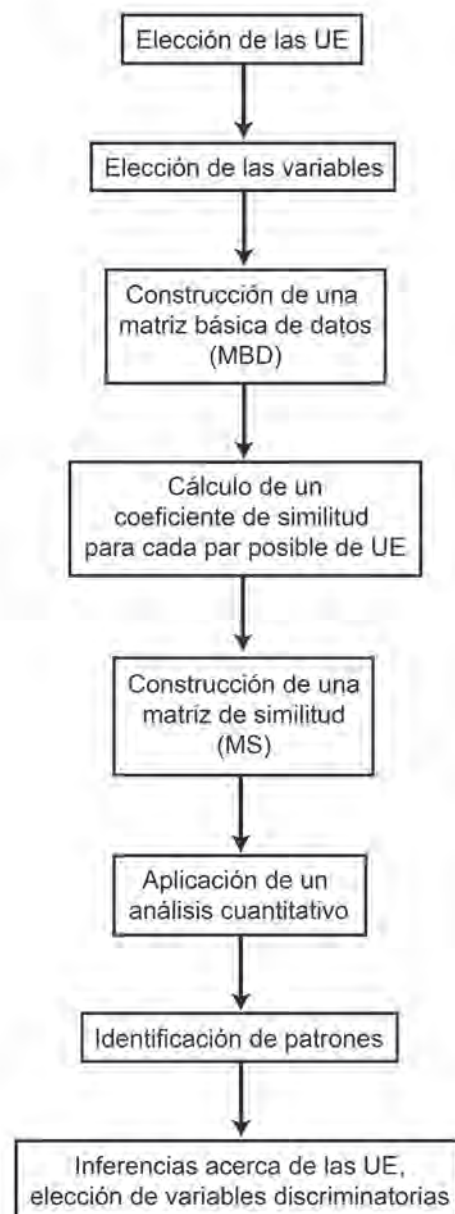 Elección de las UE
Elección de las variables
Construcción de una
matriz básica de datos
(MBD)
Cálculo de un
coeficiente de similitud
para cada par posible de UE
Construcción de una
matriz de similitud
(MS)
Aplicación de un
análisis cuantitativo
Identificación de patrones
Inferencias acerca de las UE,
elección de variables discriminatorias